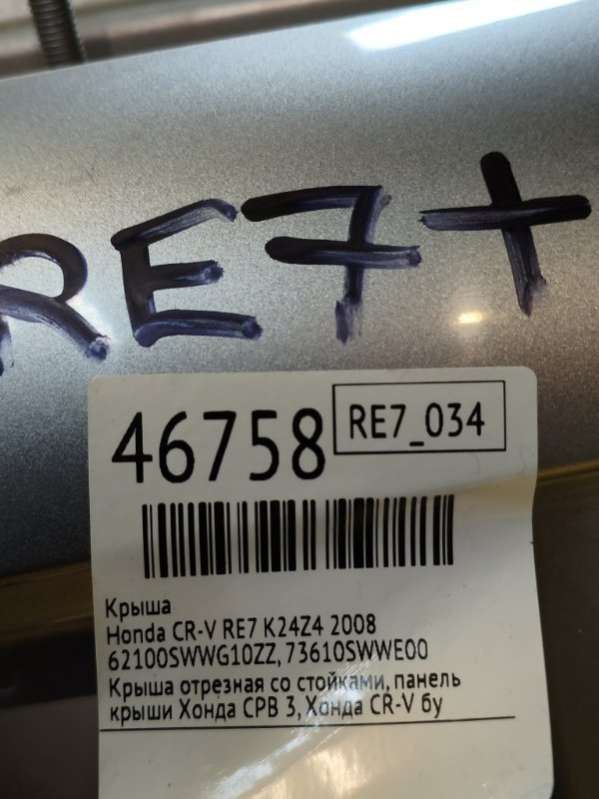 RE7+
46758
RE7_034
Крыша
Honda CR-V RE7 K24Z4 2008
62100SWWG10ZZ, 73610SWWE00
Крыша отрезная со стойками, панель
крыши Хонда СРВ 3, Хонда CR-V бу